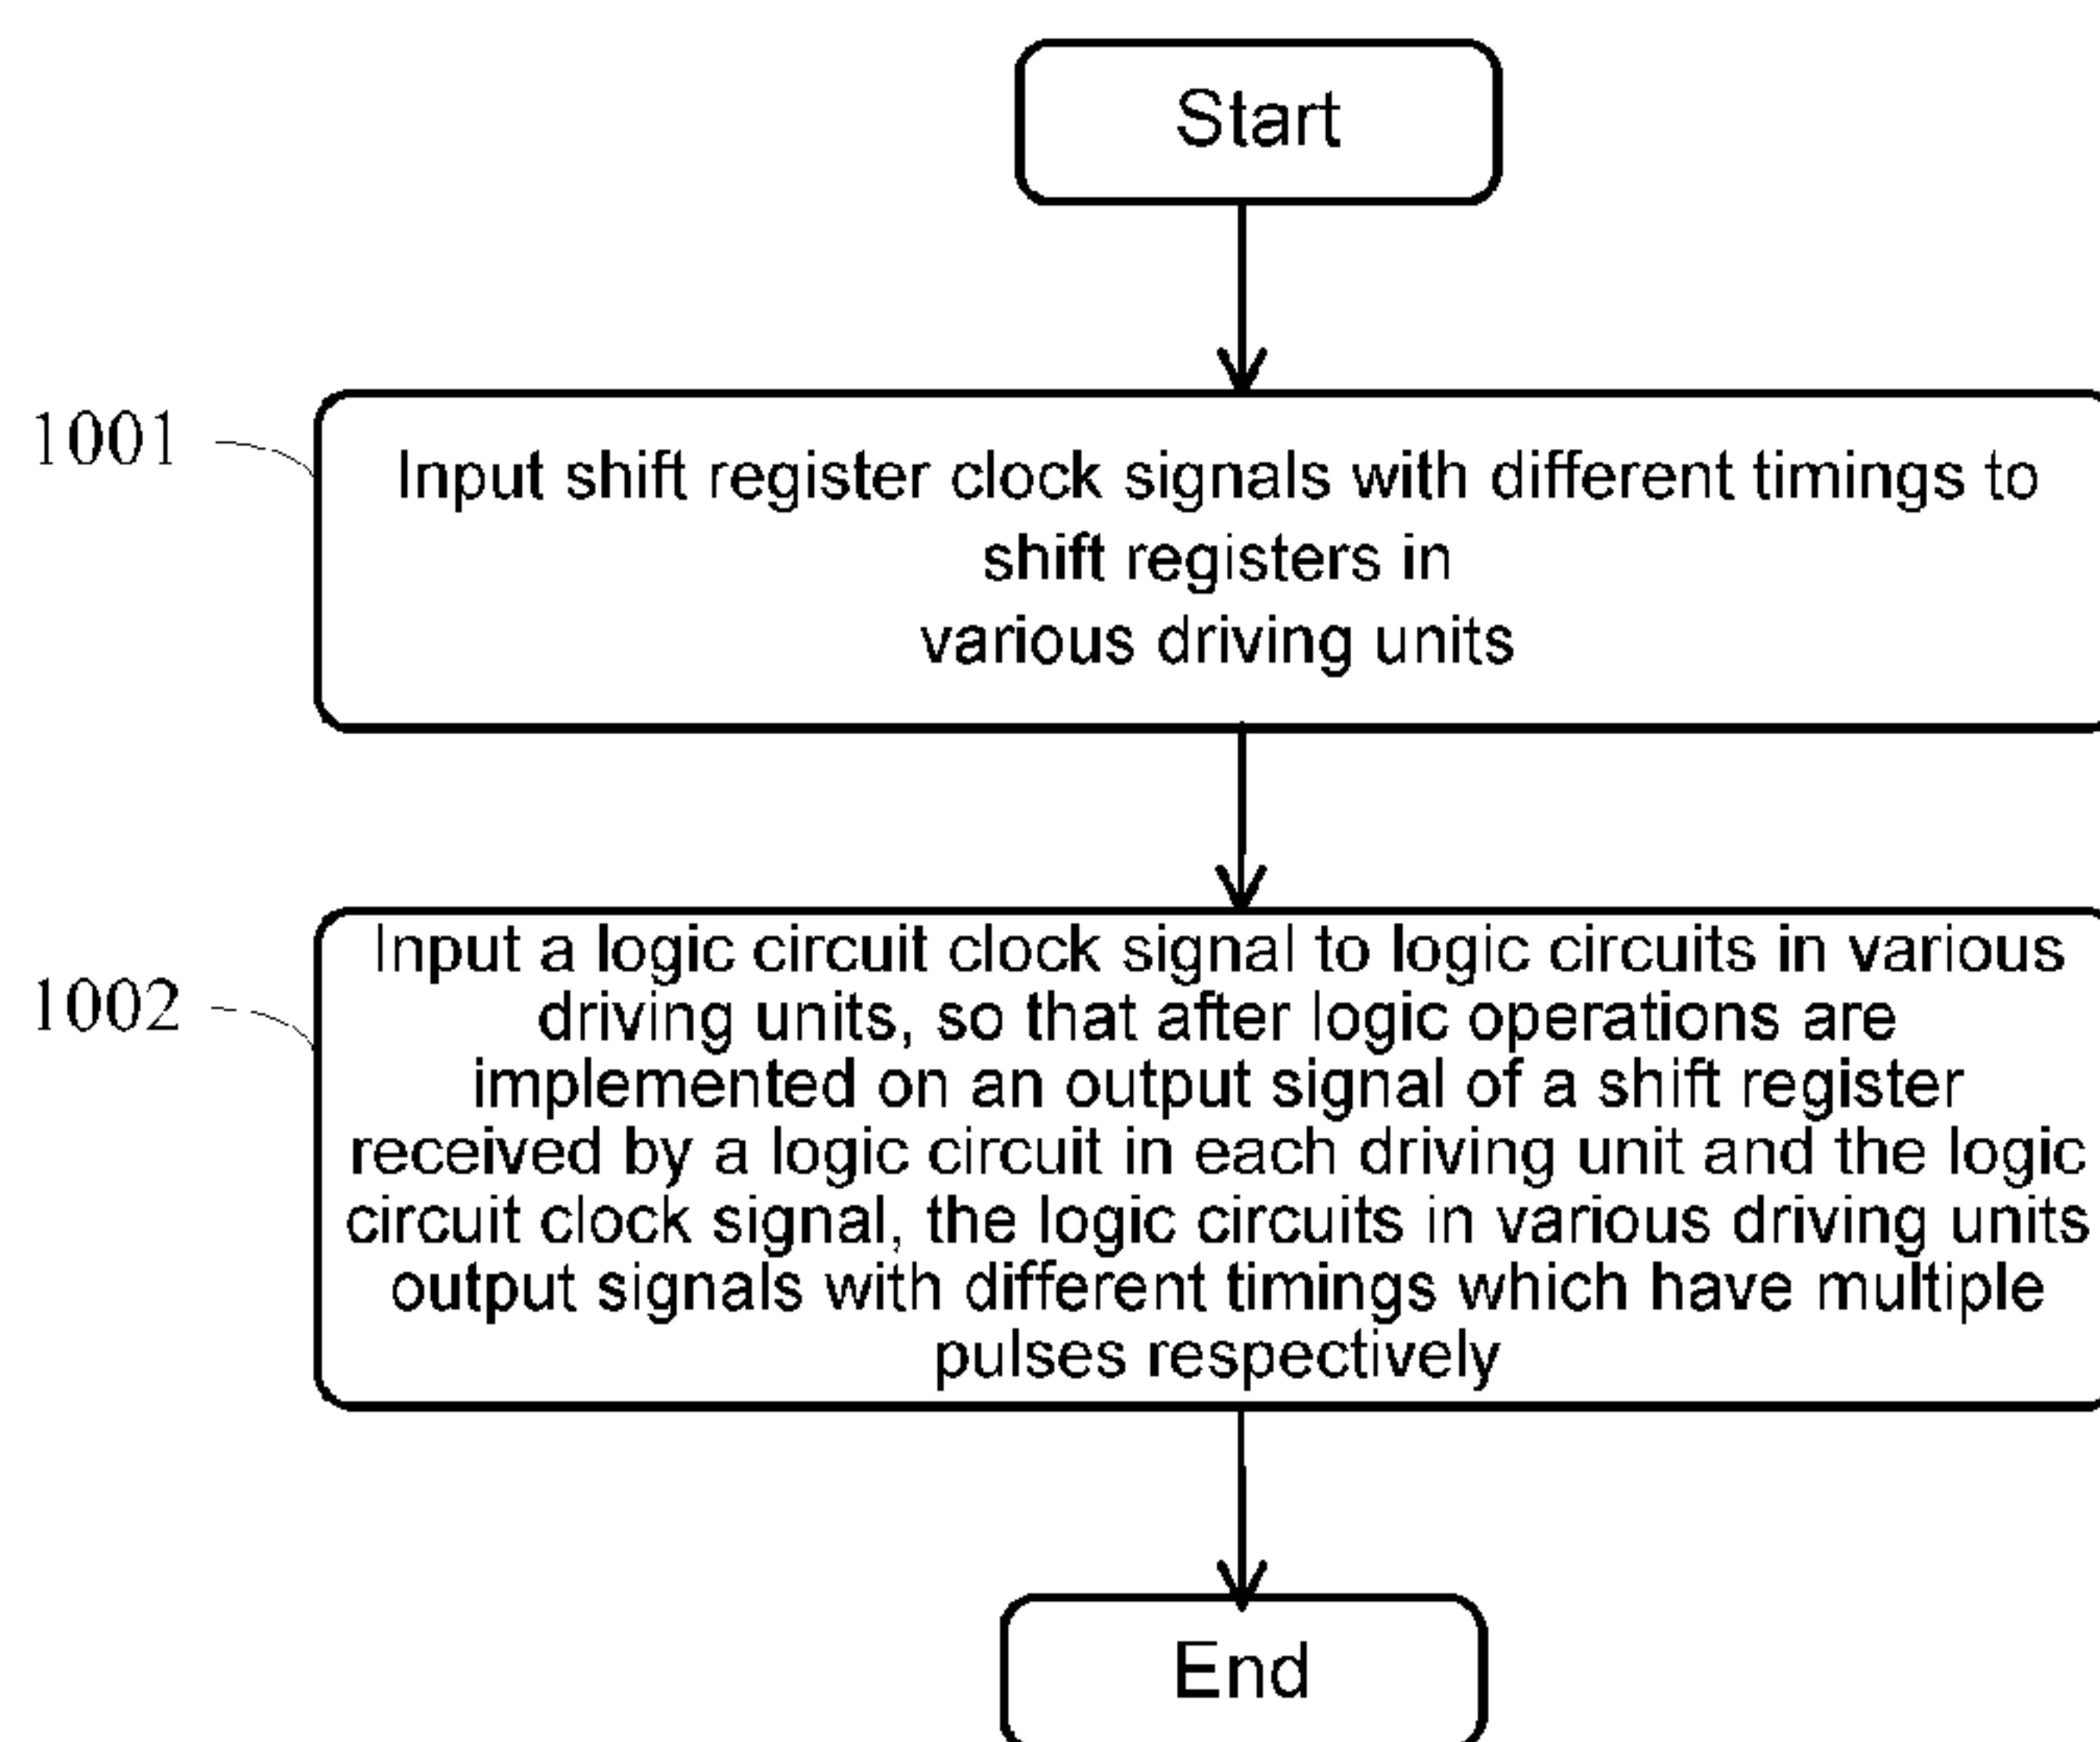 Start
1001
Input shift register clock signals with different timings to
shift registers in
various driving units
1002
Input a logic circuit clock signal to logic circuits in various
driving units, so that after logic operations are
implemented on an output signal of a shift register
received by a logic circuit in each driving unit and the logic
circuit clock signal, the logic circuits in various driving units
output signals with different timings which have multiple
pulses respectively
End